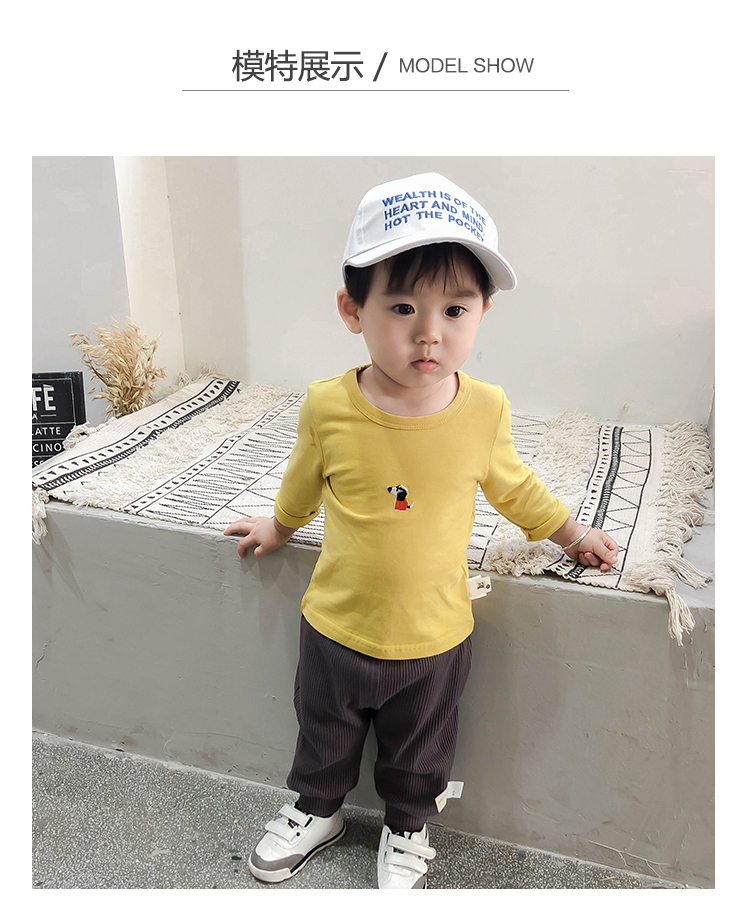 模特展示 / MODEL SHOW
WEALTH IS OF THE
HEART AND MIND
HOT THE POCKET
FE
LATTE
CINO